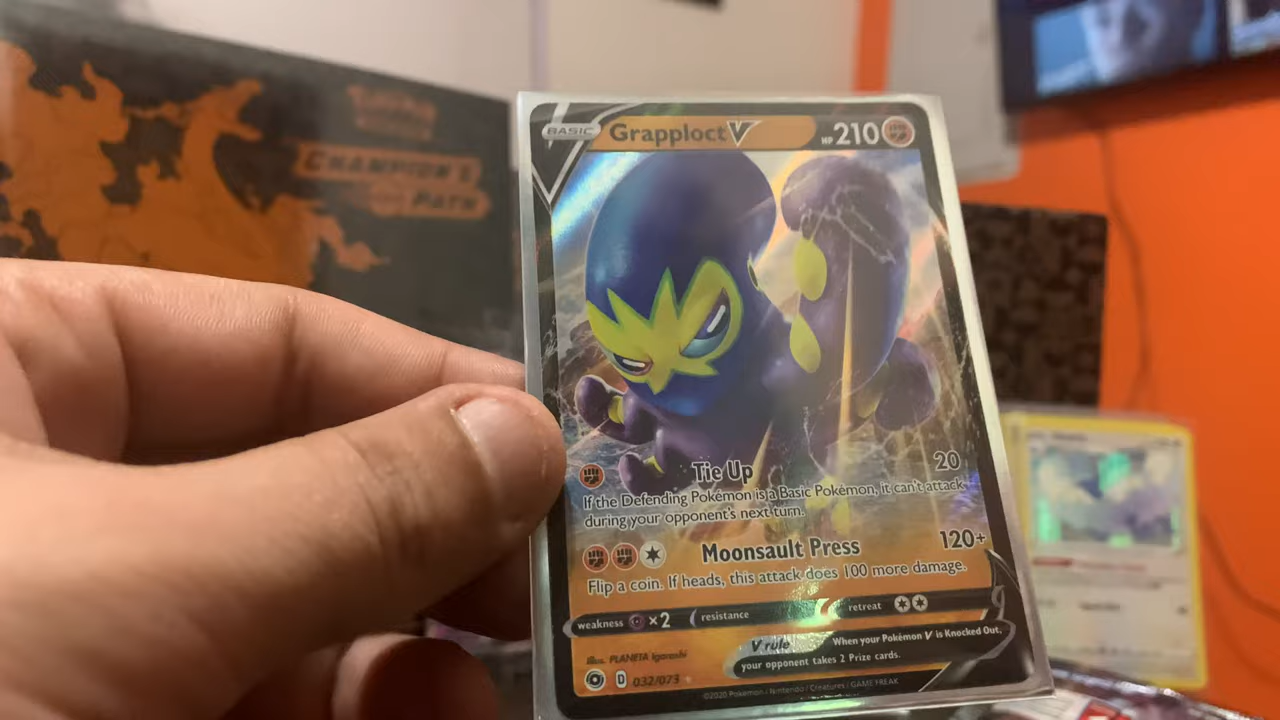 POKÉMON
CHAMPION'S
PATH
BASIC Grapploct V HP 210
Tie Up 20
If the Defending Pokémon is a Basic Pokémon, it can't attack
during your opponent's next turn.
Moonsault Press 120+
Flip a coin. If heads, this attack does 100 more damage.
weakness ×2 resistance retreat
V rule When your Pokémon V is Knocked Out,
your opponent takes 2 Prize cards.
Illus. PLANETA Igarashi
D 032/073
©2020 Pokémon / Nintendo / Creatures / GAME FREAK